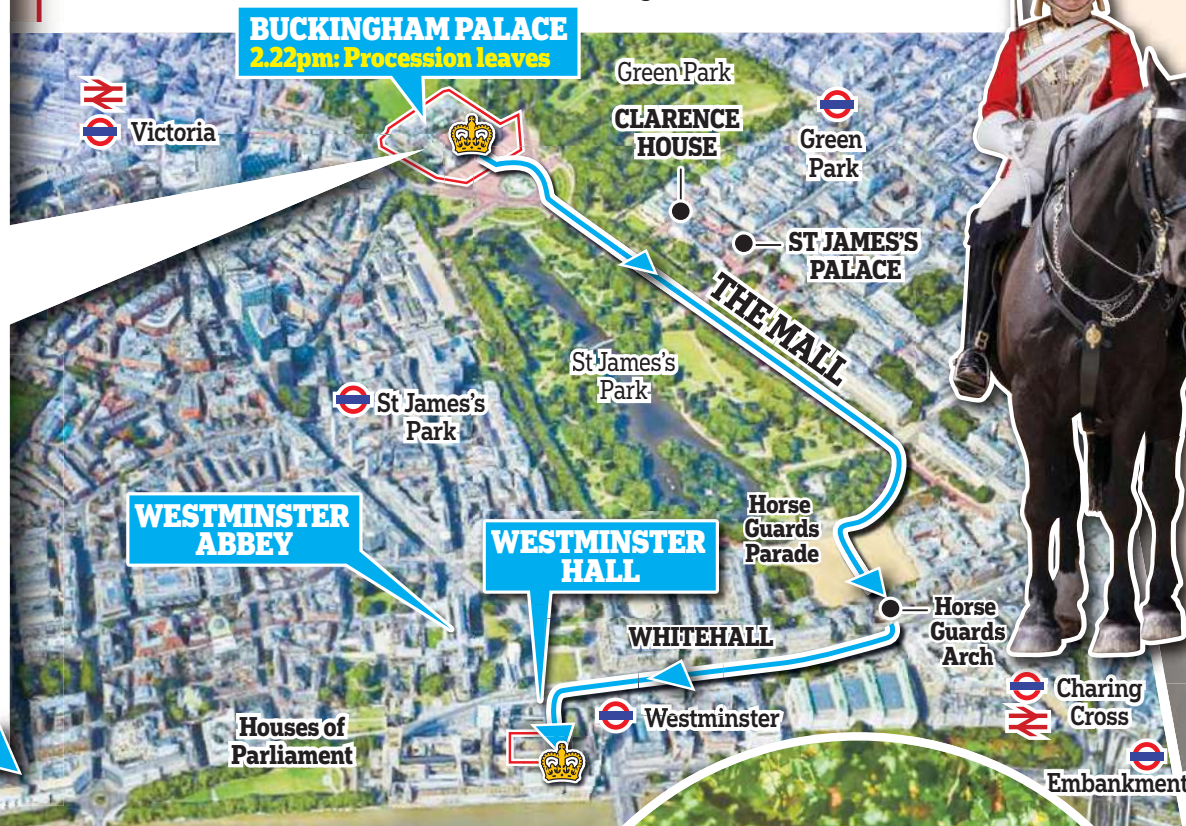 BUCKINGHAM PALACE
2.22pm: Procession leaves
Green Park
Victoria
CLARENCE
HOUSE
Green
Park
ST JAMES'S
PALACE
THE MALL
St James's
Park
St James's
Park
WESTMINSTER
ABBEY
WESTMINSTER
HALL
Horse
Guards
Parade
Horse
Guards
Arch
WHITEHALL
Charing
Cross
Westminster
Houses of
Parliament
Embankment